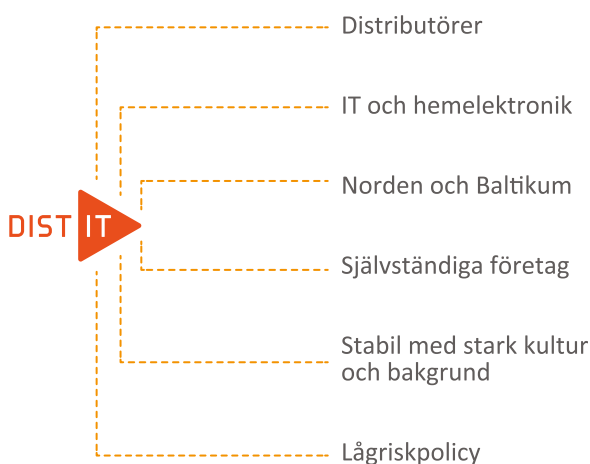 Distributörer
IT och hemelektronik
Norden och Baltikum
DIST IT
Självständiga företag
Stabil med stark kultur
och bakgrund
Lågriskpolicy